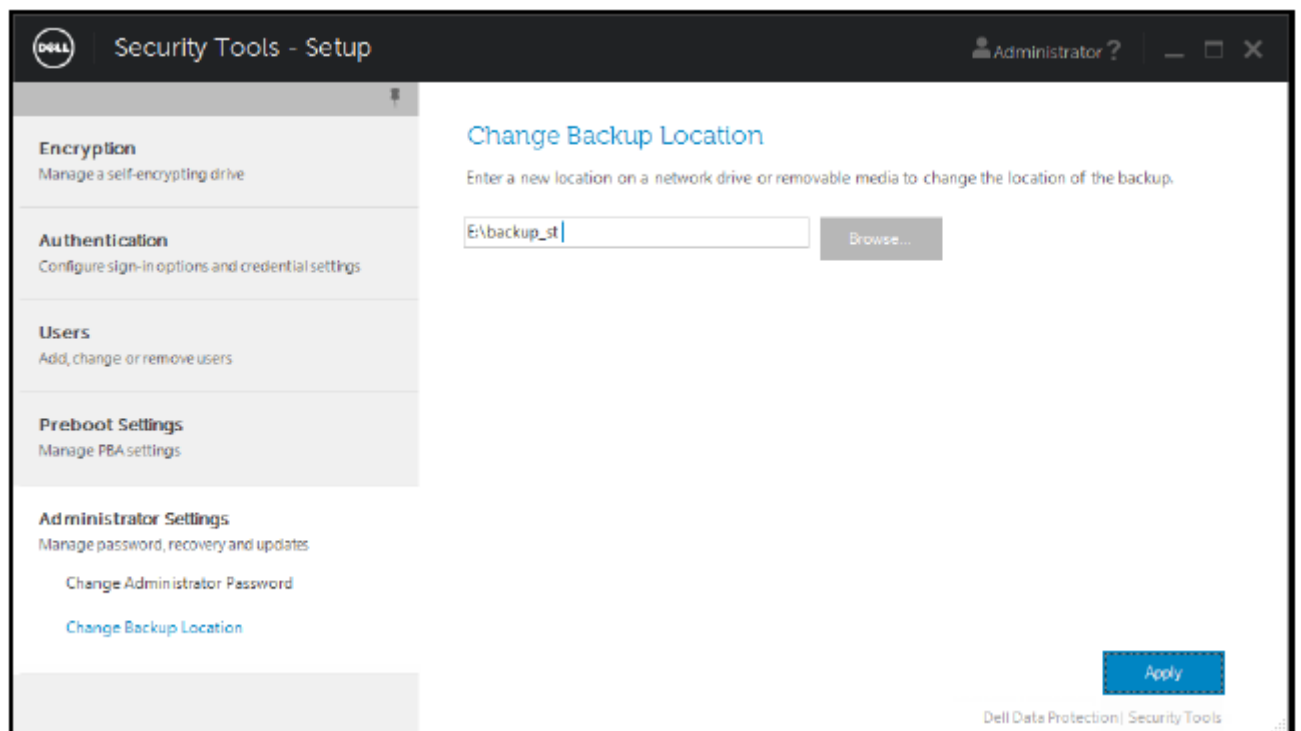 DELL
Security Tools - Setup
Administrator ?
Encryption
Manage a self-encrypting drive
Authentication
Configure sign-in options and credential settings
Users
Add, change or remove users
Preboot Settings
Manage PBA settings
Administrator Settings
Manage password, recovery and updates
Change Administrator Password
Change Backup Location
Change Backup Location
Enter a new location on a network drive or removable media to change the location of the backup.
E:\backup_st
Browse...
Apply
Dell Data Protection | Security Tools